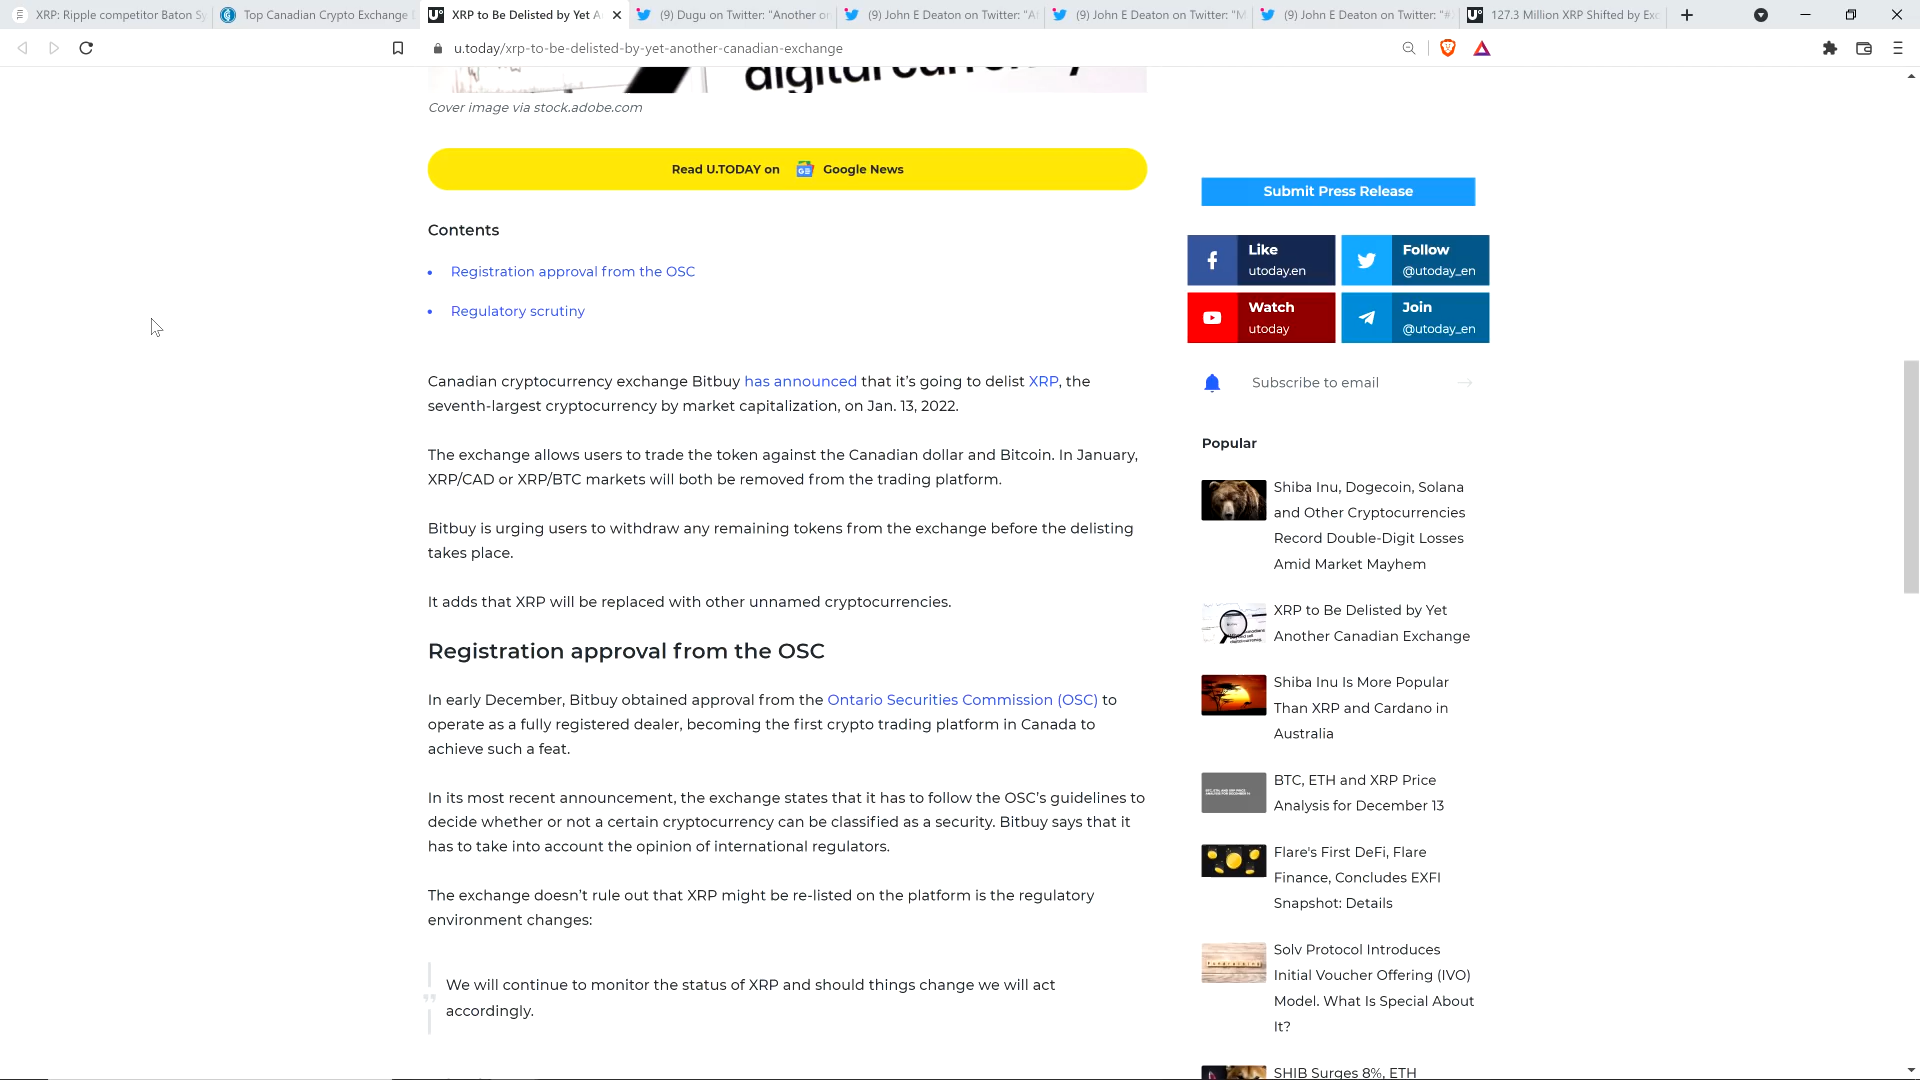 XRP: Ripple competitor Baton Sy
Top Canadian Crypto Exchange
U° XRP to Be Delisted by Yet A
(9) Dugu on Twitter: "Another o
(9) John E Deaton on Twitter: "A
(9) John E Deaton on Twitter: "M
(9) John E Deaton on Twitter: "#
U° 127.3 Million XRP Shifted by Exc
u.today/xrp-to-be-delisted-by-yet-another-canadian-exchange
digital currency
Cover image via stock.adobe.com
Read U.TODAY on Google News
Contents
• Registration approval from the OSC
• Regulatory scrutiny
Canadian cryptocurrency exchange Bitbuy has announced that it's going to delist XRP, the
seventh-largest cryptocurrency by market capitalization, on Jan. 13, 2022.
The exchange allows users to trade the token against the Canadian dollar and Bitcoin. In January,
XRP/CAD or XRP/BTC markets will both be removed from the trading platform.
Bitbuy is urging users to withdraw any remaining tokens from the exchange before the delisting
takes place.
It adds that XRP will be replaced with other unnamed cryptocurrencies.
Registration approval from the OSC
In early December, Bitbuy obtained approval from the Ontario Securities Commission (OSC) to
operate as a fully registered dealer, becoming the first crypto trading platform in Canada to
achieve such a feat.
In its most recent announcement, the exchange states that it has to follow the OSC's guidelines to
decide whether or not a certain cryptocurrency can be classified as a security. Bitbuy says that it
has to take into account the opinion of international regulators.
The exchange doesn't rule out that XRP might be re-listed on the platform is the regulatory
environment changes:
We will continue to monitor the status of XRP and should things change we will act
accordingly.
Submit Press Release
Like
utoday.en
Follow
@utoday_en
Watch
utoday
Join
@utoday_en
Subscribe to email
Popular
Shiba Inu, Dogecoin, Solana
and Other Cryptocurrencies
Record Double-Digit Losses
Amid Market Mayhem
XRP to Be Delisted by Yet
Another Canadian Exchange
Shiba Inu Is More Popular
Than XRP and Cardano in
Australia
BTC, ETH and XRP Price
Analysis for December 13
Flare's First DeFi, Flare
Finance, Concludes EXFI
Snapshot: Details
Solv Protocol Introduces
Initial Voucher Offering (IVO)
Model. What Is Special About
It?
SHIB Surges 8%, ETH